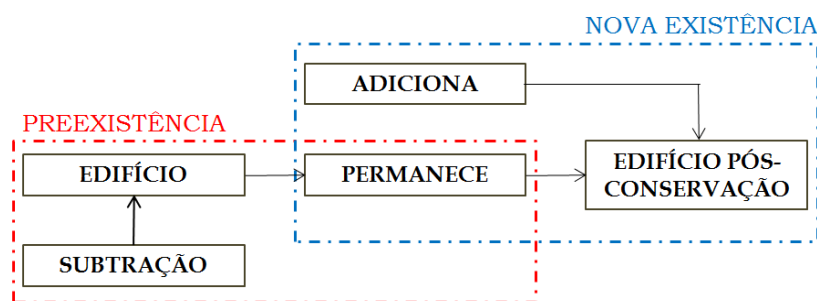 NOVA EXISTÊNCIA
ADICIONA
PREEXISTÊNCIA
EDIFÍCIO
PERMANECE
EDIFÍCIO PÓS-
CONSERVAÇÃO
SUBTRAÇÃO